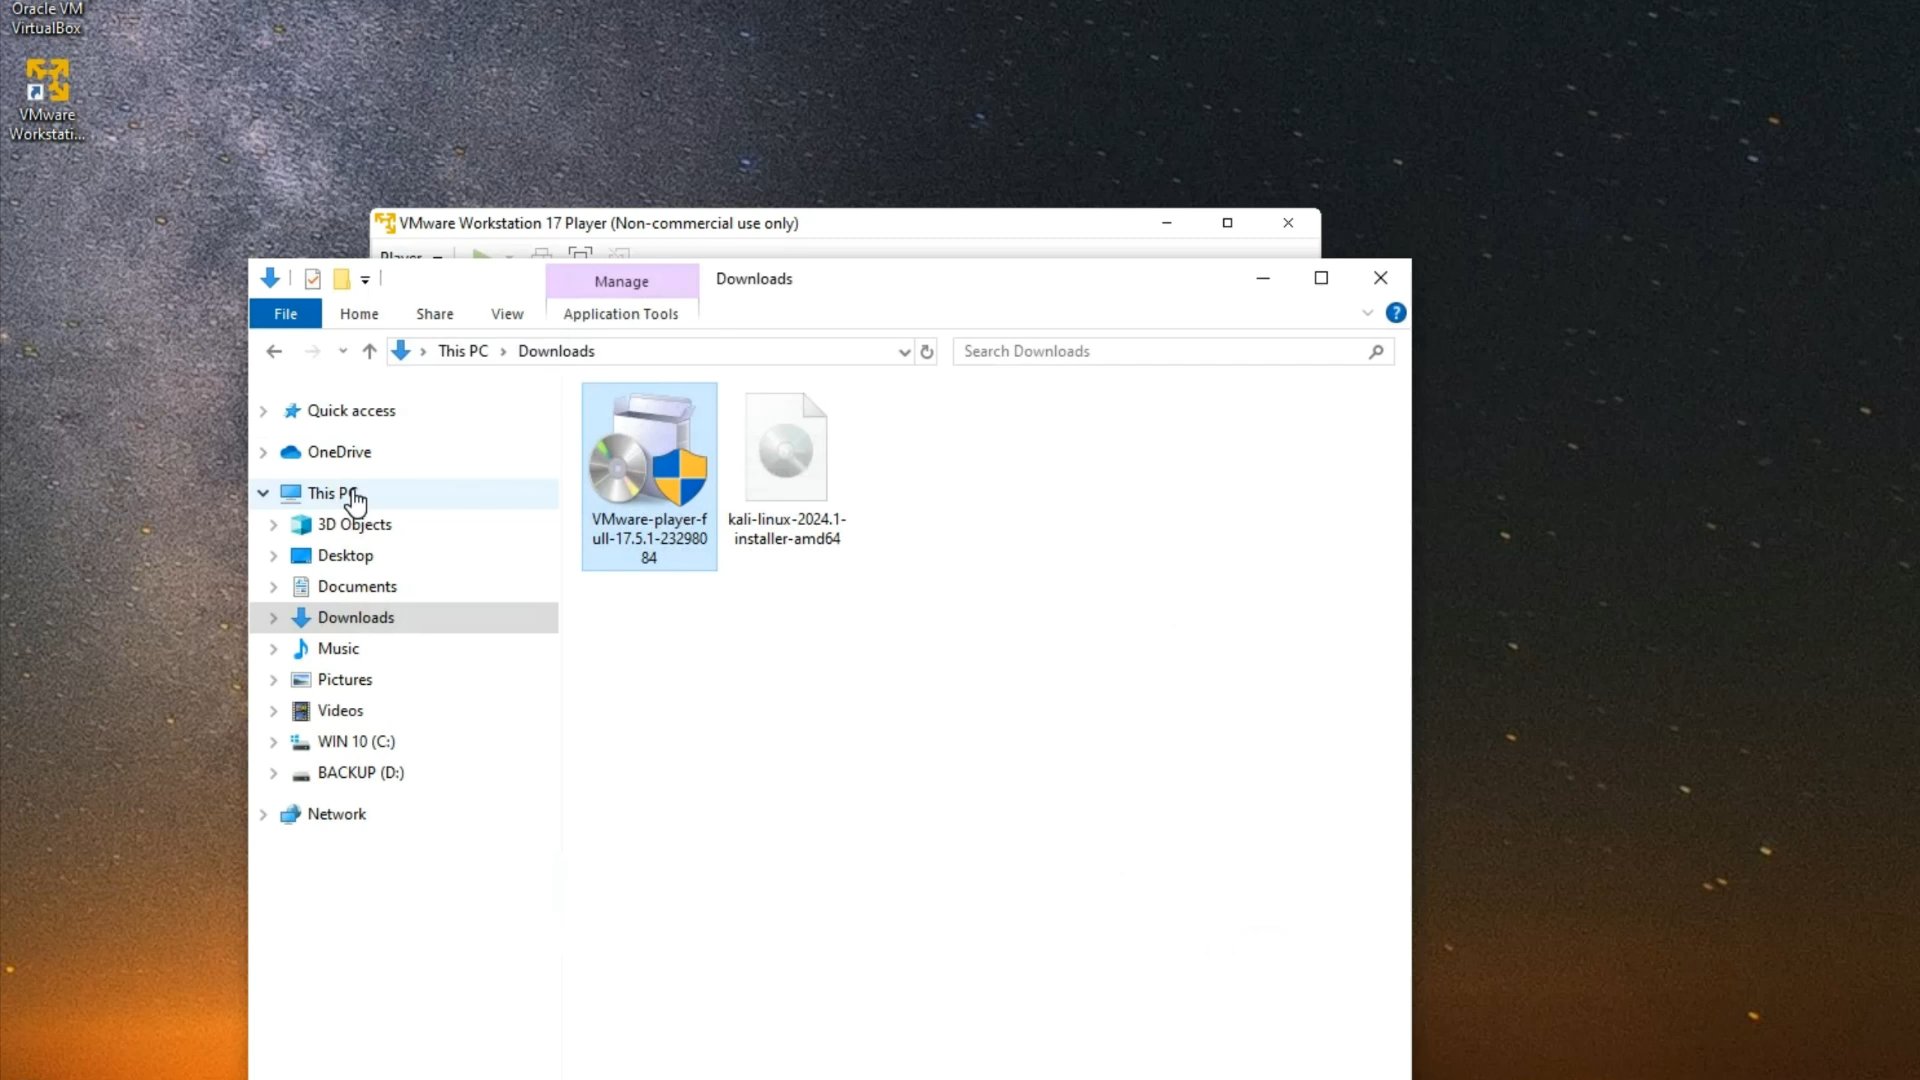 Oracle VM
VirtualBox
VMware
Workstati...
VMware Workstation 17 Player (Non-commercial use only)
Player
Manage
Downloads
File
Home
Share
View
Application Tools
?
This PC
Downloads
Search Downloads
Quick access
OneDrive
This PC
3D Objects
Desktop
Documents
Downloads
Music
Pictures
Videos
WIN 10 (C:)
BACKUP (D:)
Network
VMware-player-f
ull-17.5.1-232980
84
kali-linux-2024.1-
installer-amd64